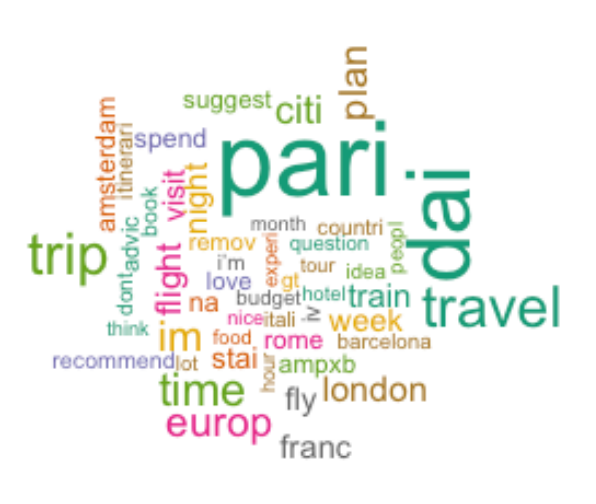 plan
suggest
citi
amsterdam
itinerari
spend
pari
dai
visit
night
book
advic
month
countri
peopl
trip
remov
question
experi
i'm
tour
idea
flight
dont
love
gt
na
budget
hotel
train
travel
nice
itali
week
think
im
food
rome
barcelona
recommend
lot
stai
hour
ampxb
time
fly
london
europ
franc